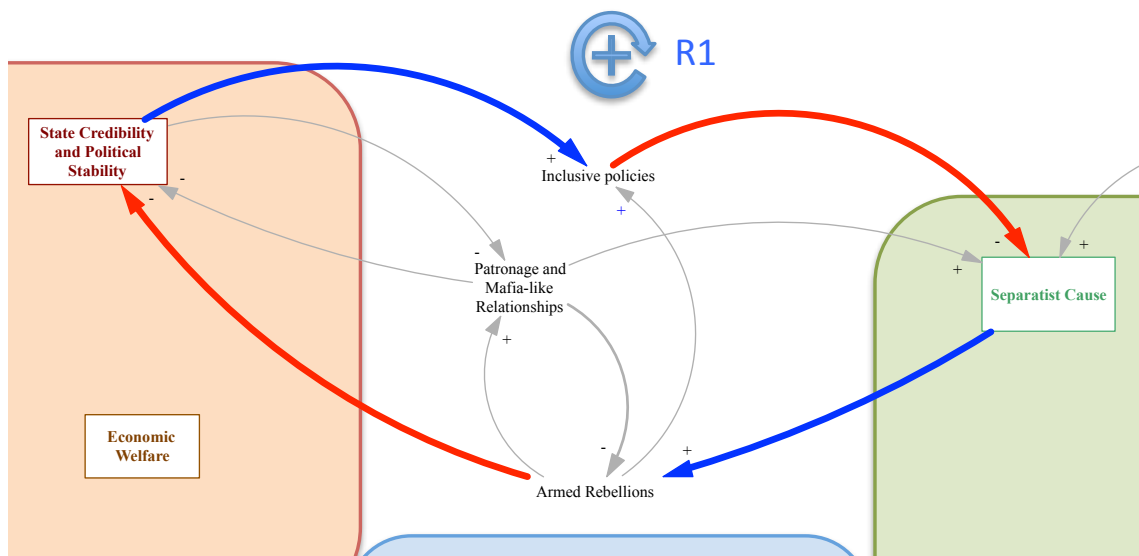 R1
State Credibility
and Political
Stability
-
-
+
Inclusive policies
+
-
Patronage and
Mafia-like
Relationships
+
-
+
+
Separatist Cause
Economic
Welfare
-
+
Armed Rebellions